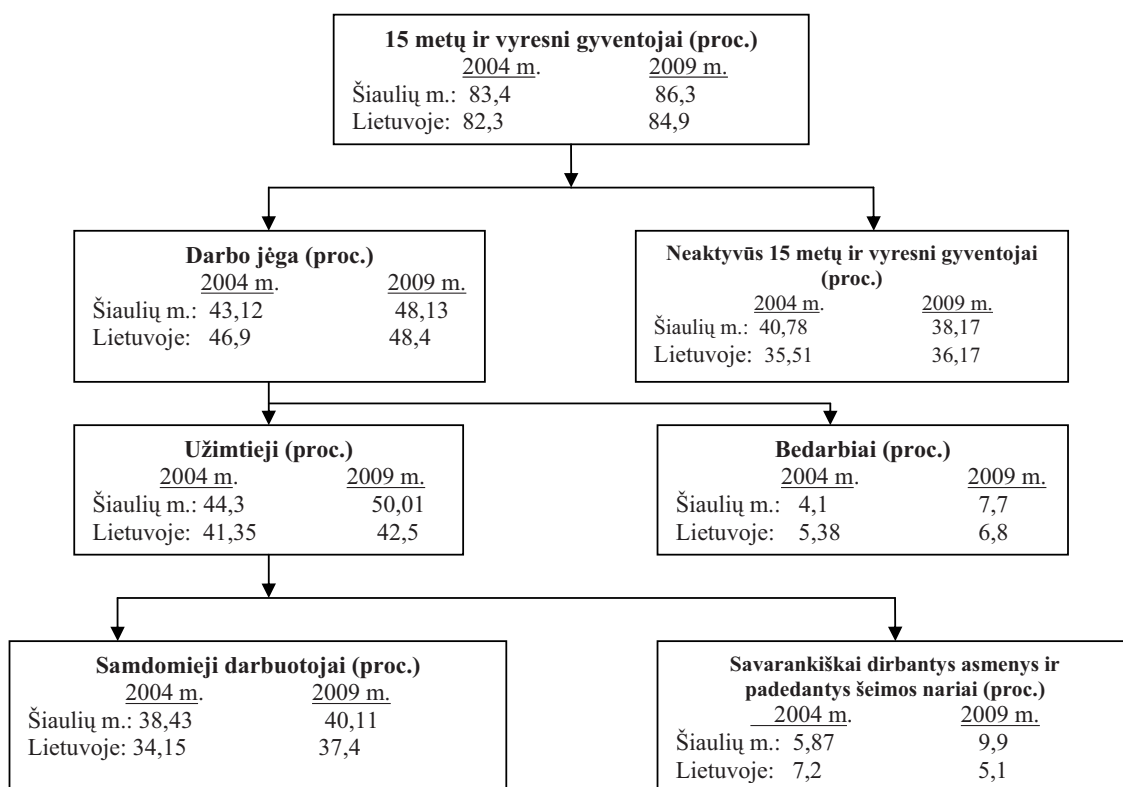 15 metų ir vyresni gyventojai (proc.)
2004 m. 2009 m.
Šiaulių m.: 83,4 86,3
Lietuvoje: 82,3 84,9
Darbo jėga (proc.)
2004 m. 2009 m.
Šiaulių m.: 43,12 48,13
Lietuvoje: 46,9 48,4
Neaktyvūs 15 metų ir vyresni gyventojai
(proc.)
2004 m. 2009 m.
Šiaulių m.: 40,78 38,17
Lietuvoje: 35,51 36,17
Užimtieji (proc.)
2004 m. 2009 m.
Šiaulių m.: 44,3 50,01
Lietuvoje: 41,35 42,5
Bedarbiai (proc.)
2004 m. 2009 m.
Šiaulių m.: 4,1 7,7
Lietuvoje: 5,38 6,8
Samdomieji darbuotojai (proc.)
2004 m. 2009 m.
Šiaulių m.: 38,43 40,11
Lietuvoje: 34,15 37,4
Savarankiškai dirbantys asmenys ir
padedantys šeimos nariai (proc.)
2004 m. 2009 m.
Šiaulių m.: 5,87 9,9
Lietuvoje: 7,2 5,1